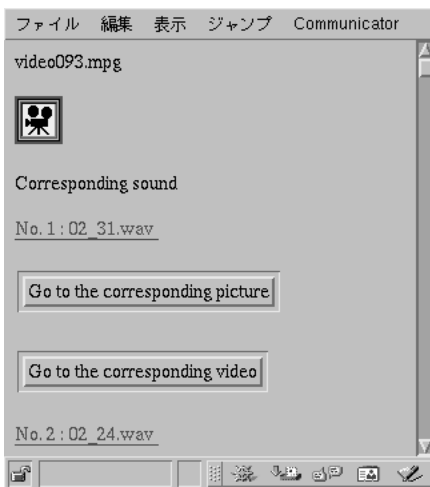 ファイル 編集 表示 ジャンプ Communicator
video093.mpg
Corresponding sound
No. 1 : 02_31.wav
Go to the corresponding picture
Go to the corresponding video
No. 2 : 02_24.wav